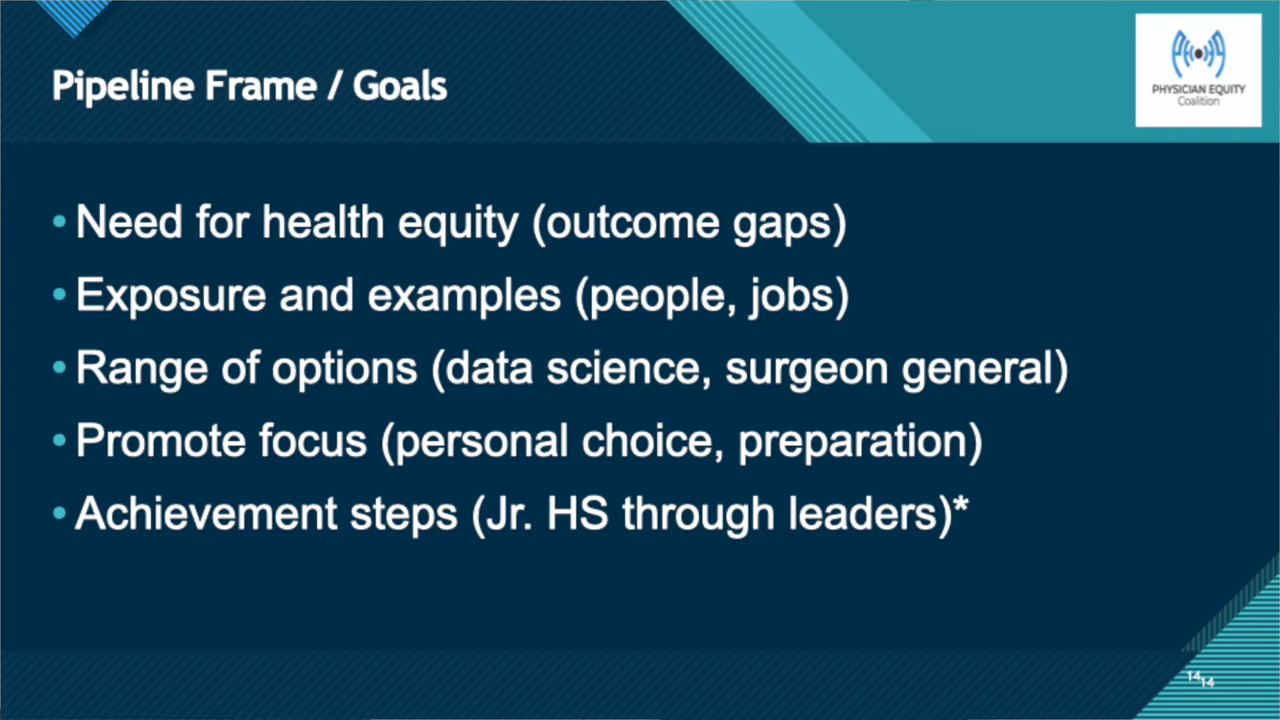 Pipeline Frame / Goals
PHYSICIAN EQUITY
Coalition
• Need for health equity (outcome gaps)
• Exposure and examples (people, jobs)
• Range of options (data science, surgeon general)
• Promote focus (personal choice, preparation)
• Achievement steps (Jr. HS through leaders)*
14
14